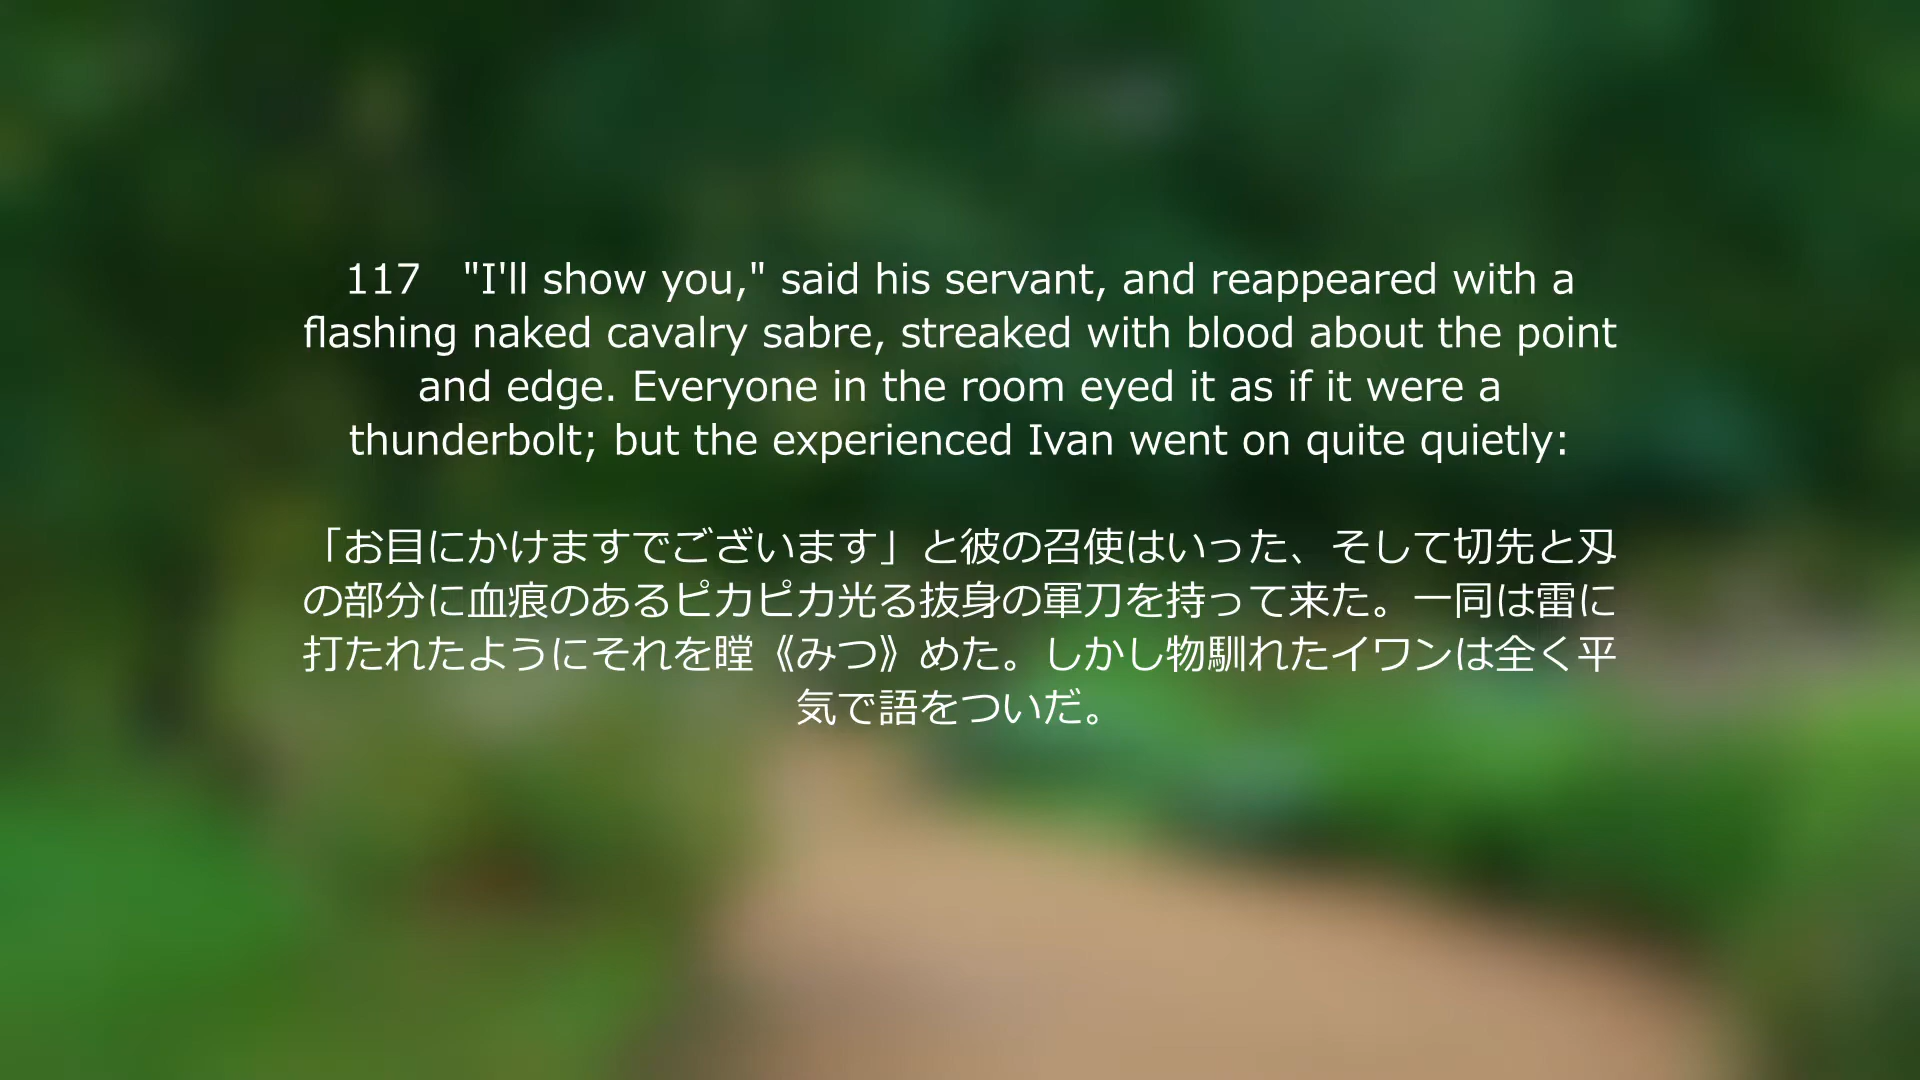 117　"I'll show you," said his servant, and reappeared with a
flashing naked cavalry sabre, streaked with blood about the point
and edge. Everyone in the room eyed it as if it were a
thunderbolt; but the experienced Ivan went on quite quietly:
「お目にかけますでございます」と彼の召使はいった、そして切先と刄
の部分に血痕のあるピカピカ光る抜身の軍刀を持って来た。一同は雷に
打たれたようにそれを瞠《みつ》めた。しかし物馴れたイワンは全く平
気で語をついだ。